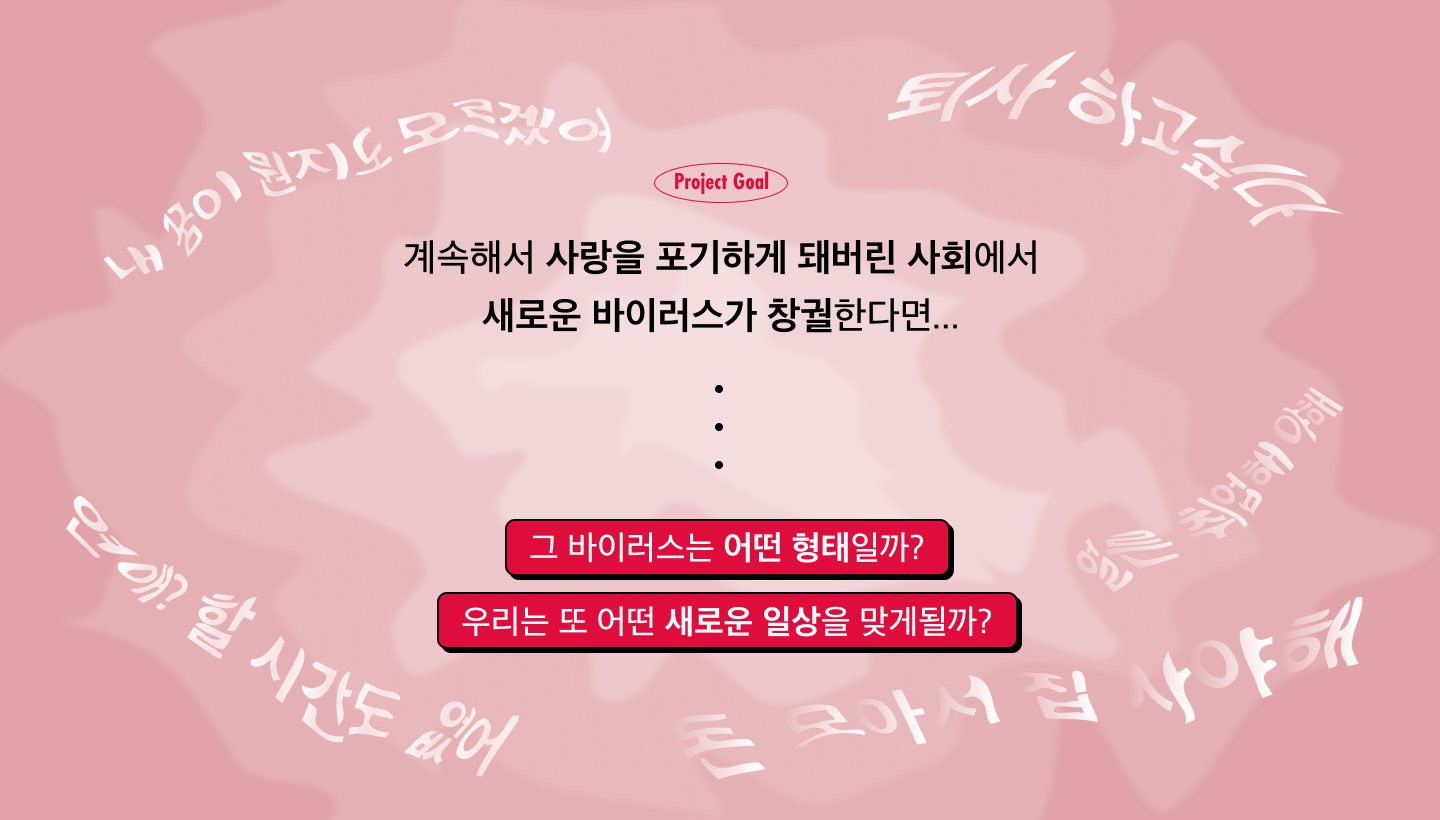 내 꿈이 뭔지도 모르겠어
퇴사 하고싶다
Project Goal
계속해서 사랑을 포기하게 돼버린 사회에서
새로운 바이러스가 창궐한다면...
얼른 취업해야해
연애? 할 시간도 없어
그 바이러스는 어떤 형태일까?
우리는 또 어떤 새로운 일상을 맞게될까?
돈 모아서 집 사야해